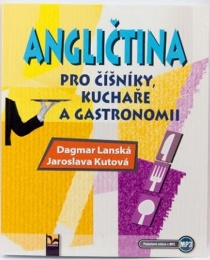 ANGLIČTINA
PRO ČÍŠNÍKY,
KUCHAŘE
A GASTRONOMII
Dagmar Lanská
Jaroslava Kutová
MP3